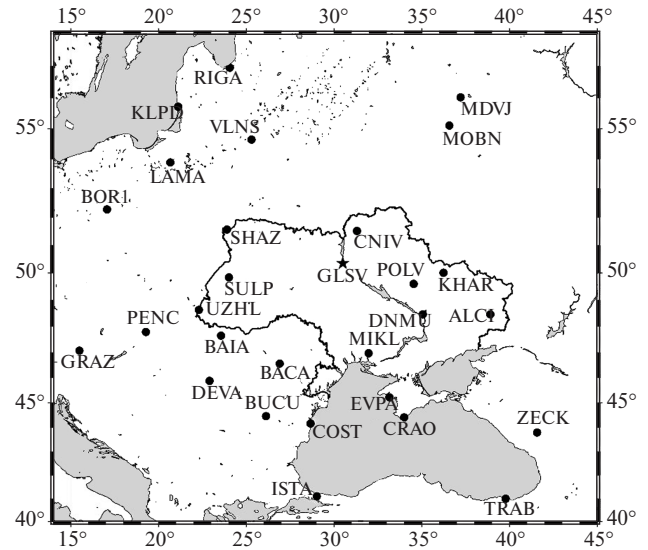 15° 20° 25° 30° 35° 40° 45°
RIGA
MDVJ
KLPD
55° 55°
VLNS
MOBN
LAMA
BOR1
SHAZ
CNIV
50° 50°
GLSV
POLV
KHAR
SULP
UZHL
PENC
DNMU
ALC
MIKL
BAIA
GRAZ
BACA
DEVA
45° 45°
BUCU
EVPA
ZECK
COST
CRAO
ISTA
TRAB
40° 40°
15° 20° 25° 30° 35° 40° 45°